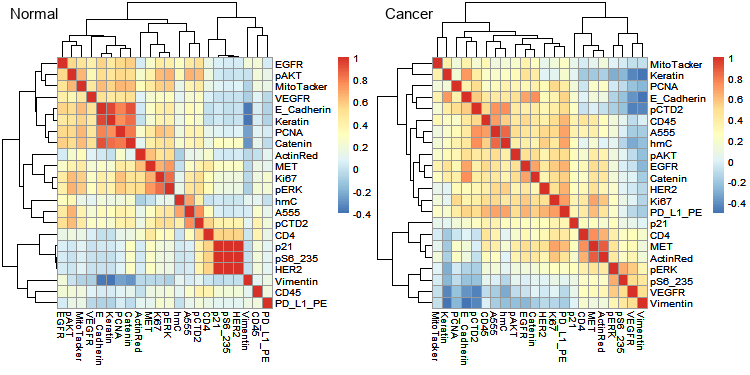 Normal
Cancer
EGFR
pAKT
MitoTacker
VEGFR
E_Cadherin
Keratin
PCNA
Catenin
ActinRed
MET
Ki67
pERK
hmC
A555
pCTD2
CD4
p21
pS6_235
HER2
Vimentin
CD45
PD_L1_PE
1
0.8
0.6
0.4
0.2
0
-0.2
-0.4
EGFR
pAKT
MitoTacker
VEGFR
E_Cadherin
Keratin
PCNA
Catenin
ActinRed
MET
Ki67
pERK
hmC
A555
pCTD2
CD4
p21
pS6_235
HER2
Vimentin
CD45
PD_L1_PE
MitoTacker
Keratin
PCNA
E_Cadherin
pCTD2
CD45
A555
hmC
pAKT
EGFR
Catenin
HER2
Ki67
PD_L1_PE
p21
CD4
MET
ActinRed
pERK
pS6_235
VEGFR
Vimentin
1
0.8
0.6
0.4
0.2
0
-0.2
-0.4
MitoTacker
Keratin
PCNA
E_Cadherin
pCTD2
CD45
A555
hmC
pAKT
EGFR
Catenin
HER2
Ki67
PD_L1_PE
p21
CD4
MET
ActinRed
pERK
pS6_235
VEGFR
Vimentin